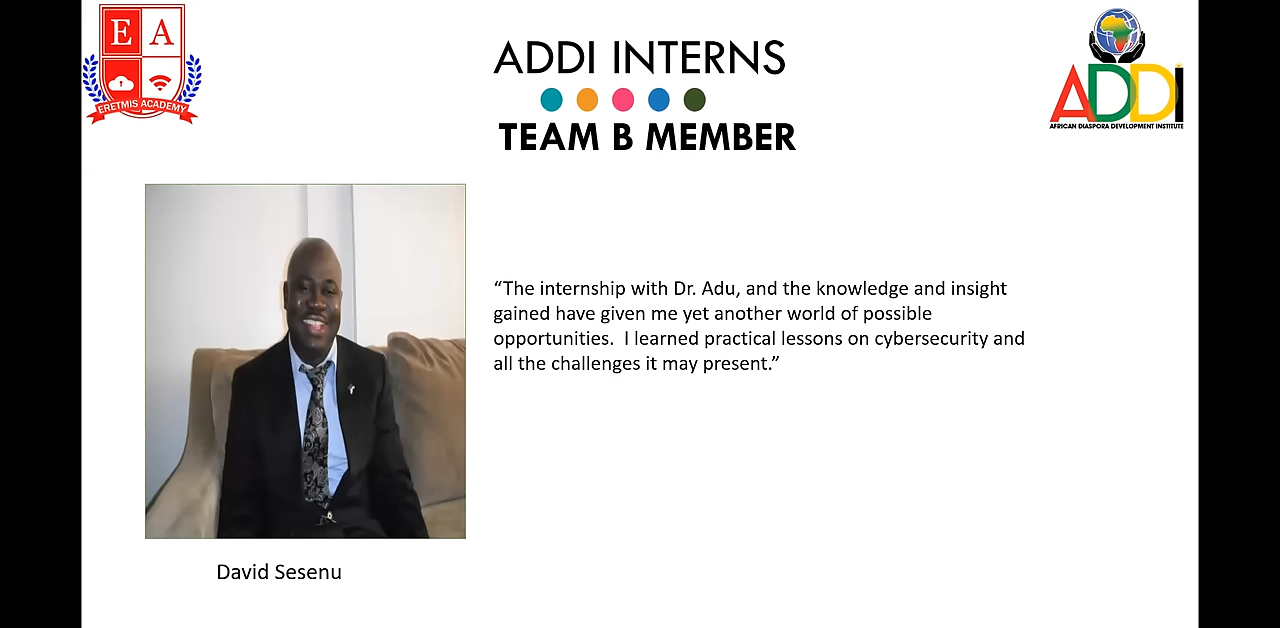 E A
ERETMIS ACADEMY
ADDI INTERNS
TEAM B MEMBER
ADDI
AFRICAN DIASPORA DEVELOPMENT INSTITUTE
“The internship with Dr. Adu, and the knowledge and insight
gained have given me yet another world of possible
opportunities.  I learned practical lessons on cybersecurity and
all the challenges it may present.”
David Sesenu